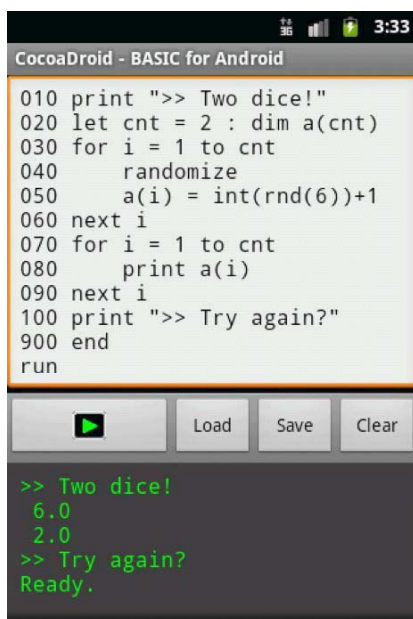 3G 3:33
CocoaDroid - BASIC for Android
010 print ">> Two dice!"
020 let cnt = 2 : dim a(cnt)
030 for i = 1 to cnt
040     randomize
050     a(i) = int(rnd(6))+1
060 next i
070 for i = 1 to cnt
080     print a(i)
090 next i
100 print ">> Try again?"
900 end
run
Load Save Clear
>> Two dice!
 6.0
 2.0
>> Try again?
Ready.